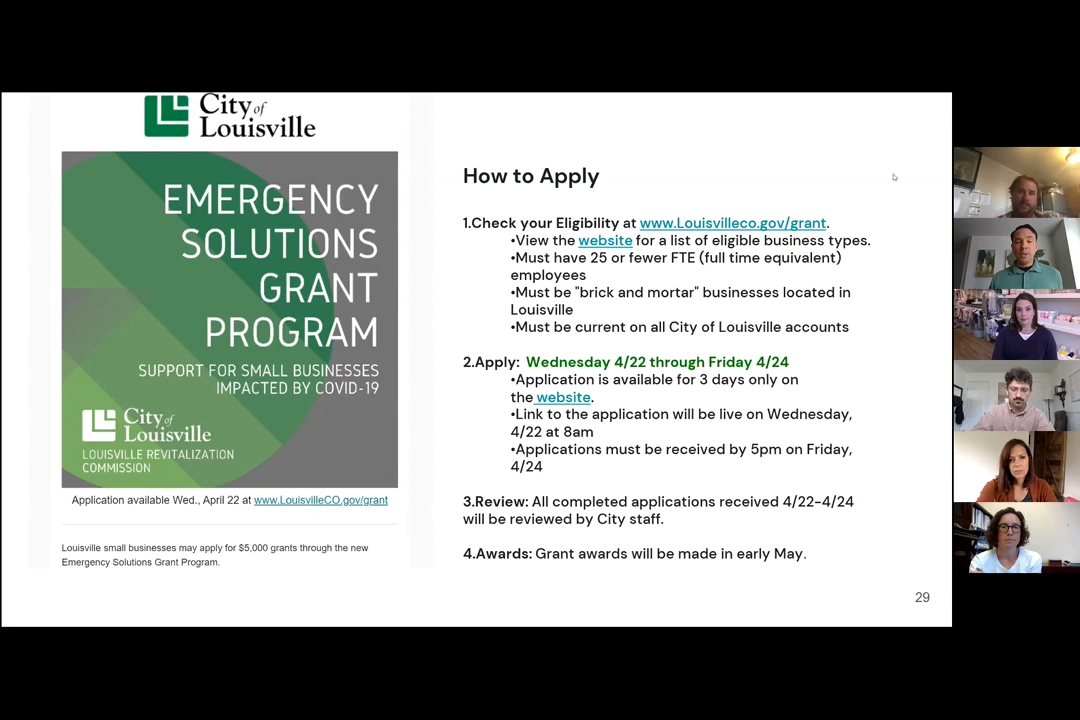 City of
Louisville
EMERGENCY
SOLUTIONS
GRANT
PROGRAM
SUPPORT FOR SMALL BUSINESSES
IMPACTED BY COVID-19
City of
Louisville
LOUISVILLE REVITALIZATION
COMMISSION
Application available Wed., April 22 at www.LouisvilleCO.gov/grant
Louisville small businesses may apply for $5,000 grants through the new
Emergency Solutions Grant Program.
How to Apply
1.Check your Eligibility at www.Louisvilleco.gov/grant.
•View the website for a list of eligible business types.
•Must have 25 or fewer FTE (full time equivalent)
employees
•Must be "brick and mortar" businesses located in
Louisville
•Must be current on all City of Louisville accounts
2.Apply: Wednesday 4/22 through Friday 4/24
•Application is available for 3 days only on
the website.
•Link to the application will be live on Wednesday,
4/22 at 8am
•Applications must be received by 5pm on Friday,
4/24
3.Review: All completed applications received 4/22-4/24
will be reviewed by City staff.
4.Awards: Grant awards will be made in early May.
29